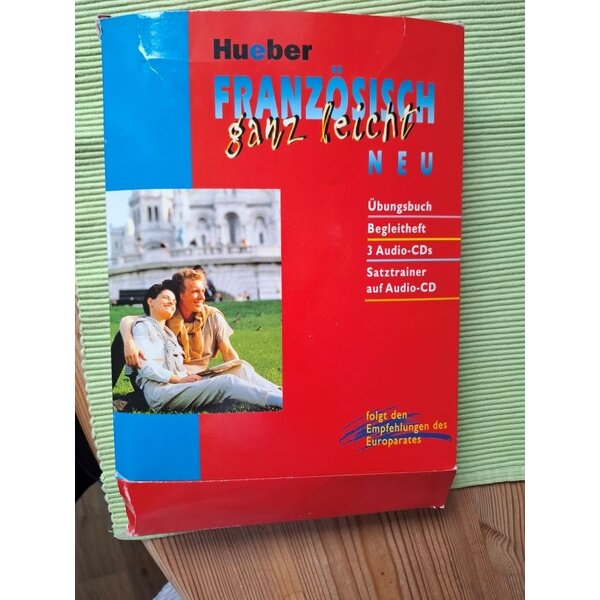 Hueber
FRANZÖSISCH
ganz leicht
NEU
Übungsbuch
Begleitheft
3 Audio-CDs
Satztrainer
auf Audio-CD
folgt den
Empfehlungen des
Europarates